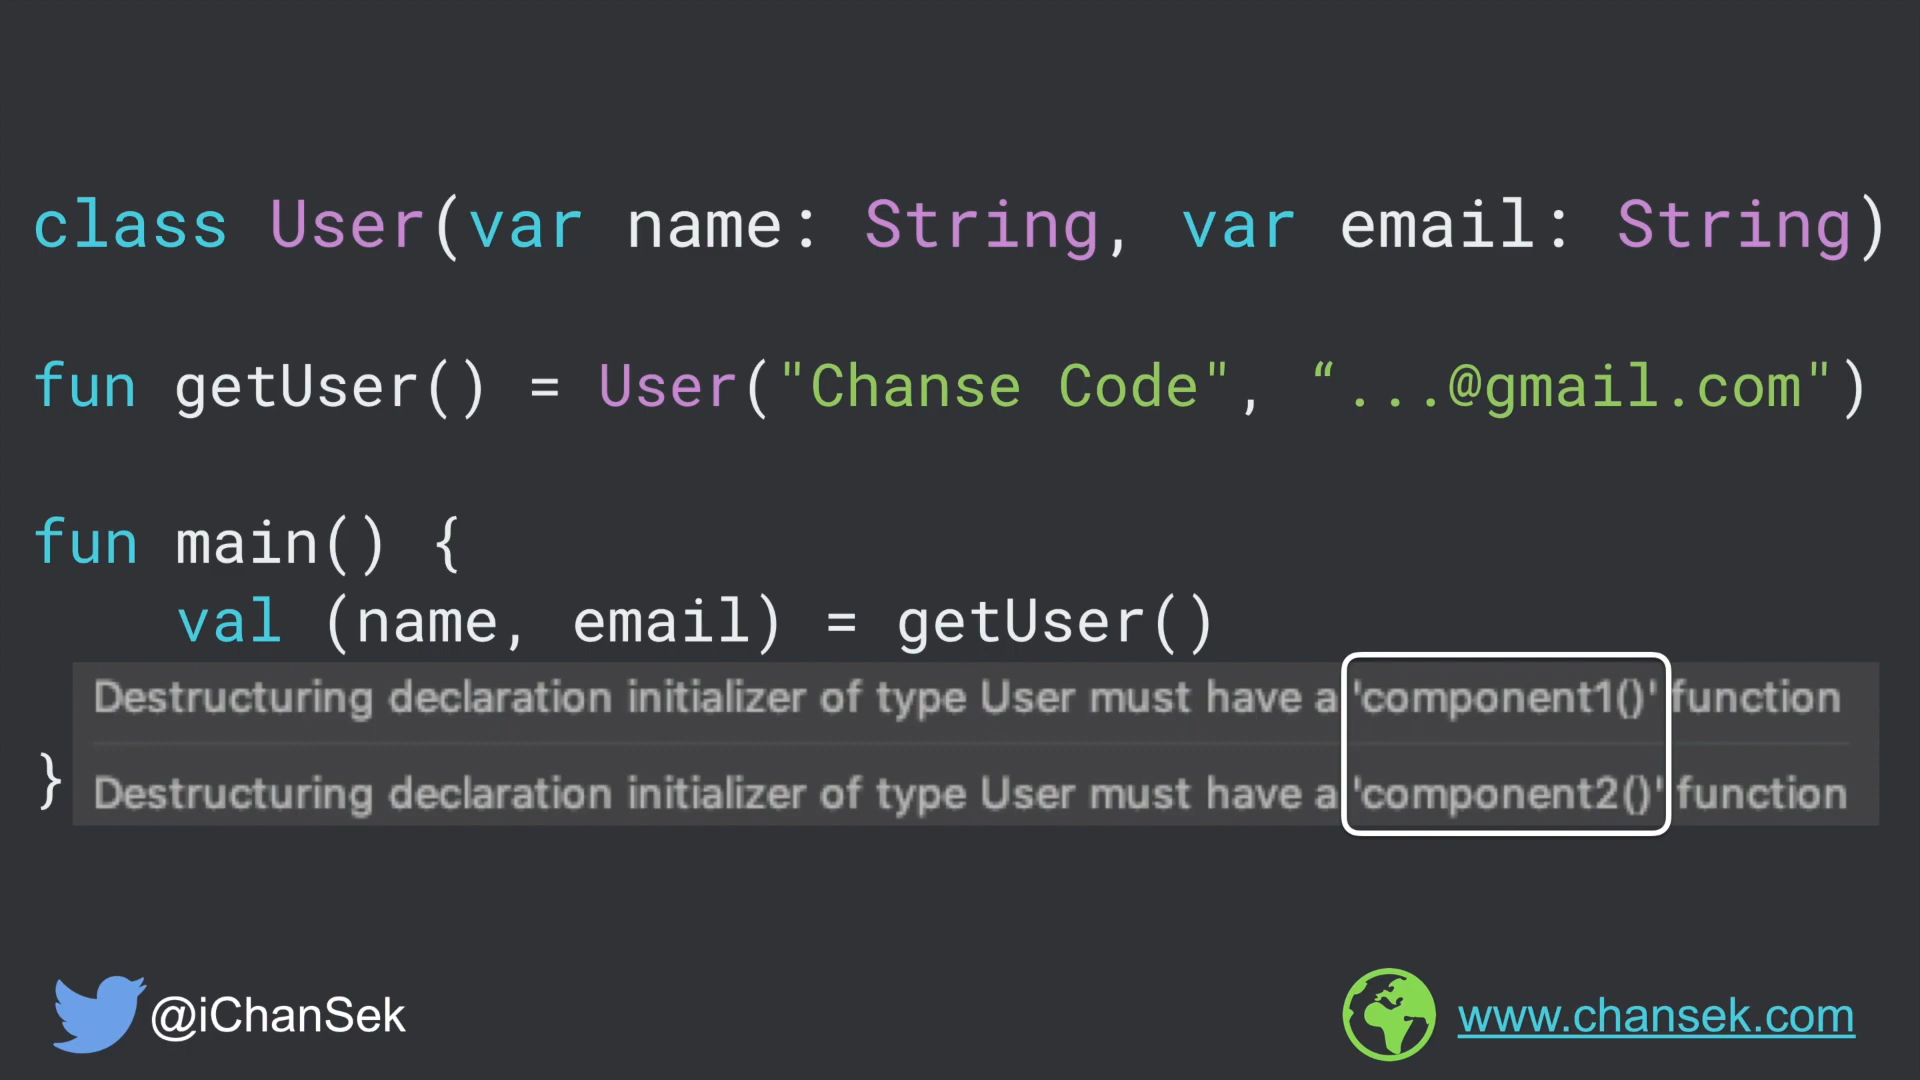 class User(var name: String, var email: String)
fun getUser() = User("Chanse Code", “...@gmail.com")
fun main() {
val (name, email) = getUser()
Destructuring declaration initializer of type User must have a 'component1()' function
}
Destructuring declaration initializer of type User must have a 'component2()' function
@iChanSek
www.chansek.com